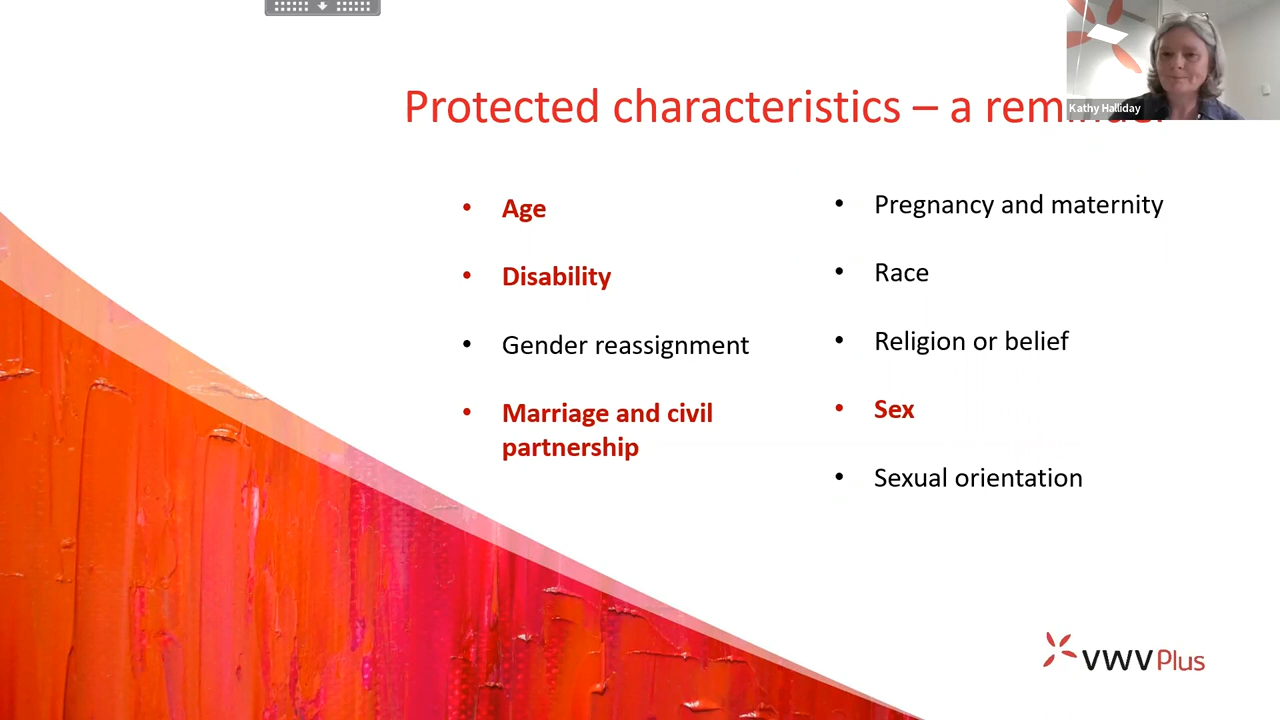 Protected characteristics – a
Kathy Halliday
• Age
• Disability
• Gender reassignment
• Marriage and civil
partnership
• Pregnancy and maternity
• Race
• Religion or belief
• Sex
• Sexual orientation
VWV Plus